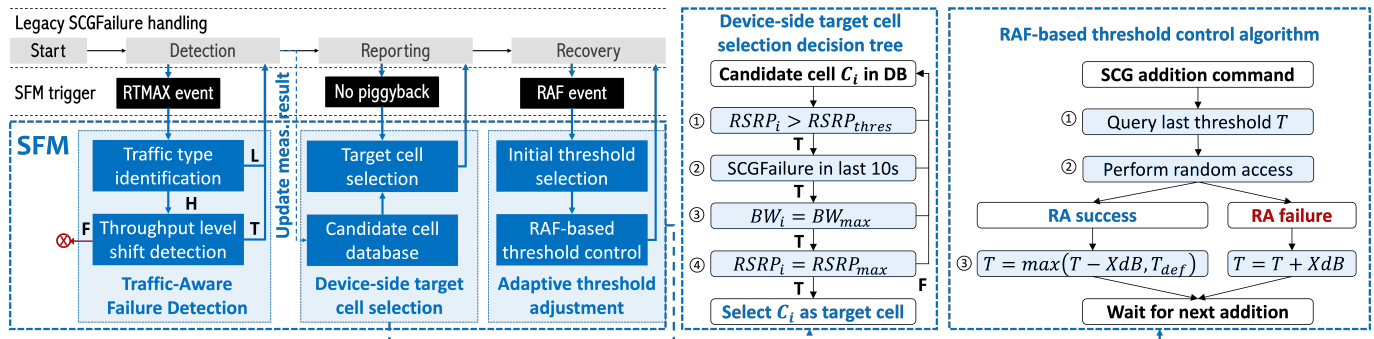 Legacy SCGFailure handling
Start
Detection
Reporting
Recovery
SFM trigger
RTMAX event
No piggyback
RAF event
SFM
Traffic type
identification
L
H
Throughput level
shift detection
F
T
Traffic-Aware
Failure Detection
Update meas. result
Target cell
selection
Candidate cell
database
Device-side target
cell selection
Initial threshold
selection
RAF-based
threshold control
Adaptive threshold
adjustment
Device-side target cell
selection decision tree
Candidate cell C_i in DB
① RSRP_i > RSRP_thres
T
② SCGFailure in last 10s
T
③ BW_i = BW_max
T
④ RSRP_i = RSRP_max
T
F
Select C_i as target cell
RAF-based threshold control algorithm
SCG addition command
① Query last threshold T
② Perform random access
RA success
RA failure
③ T = max(T − XdB, T_def)
T = T + XdB
Wait for next addition